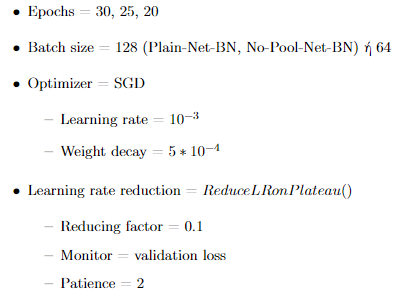 • Epochs = 30, 25, 20
• Batch size = 128 (Plain-Net-BN, No-Pool-Net-BN) ή 64
• Optimizer = SGD
– Learning rate = 10⁻³
– Weight decay = 5 * 10⁻⁴
• Learning rate reduction = ReduceLRonPlateau()
– Reducing factor = 0.1
– Monitor = validation loss
– Patience = 2